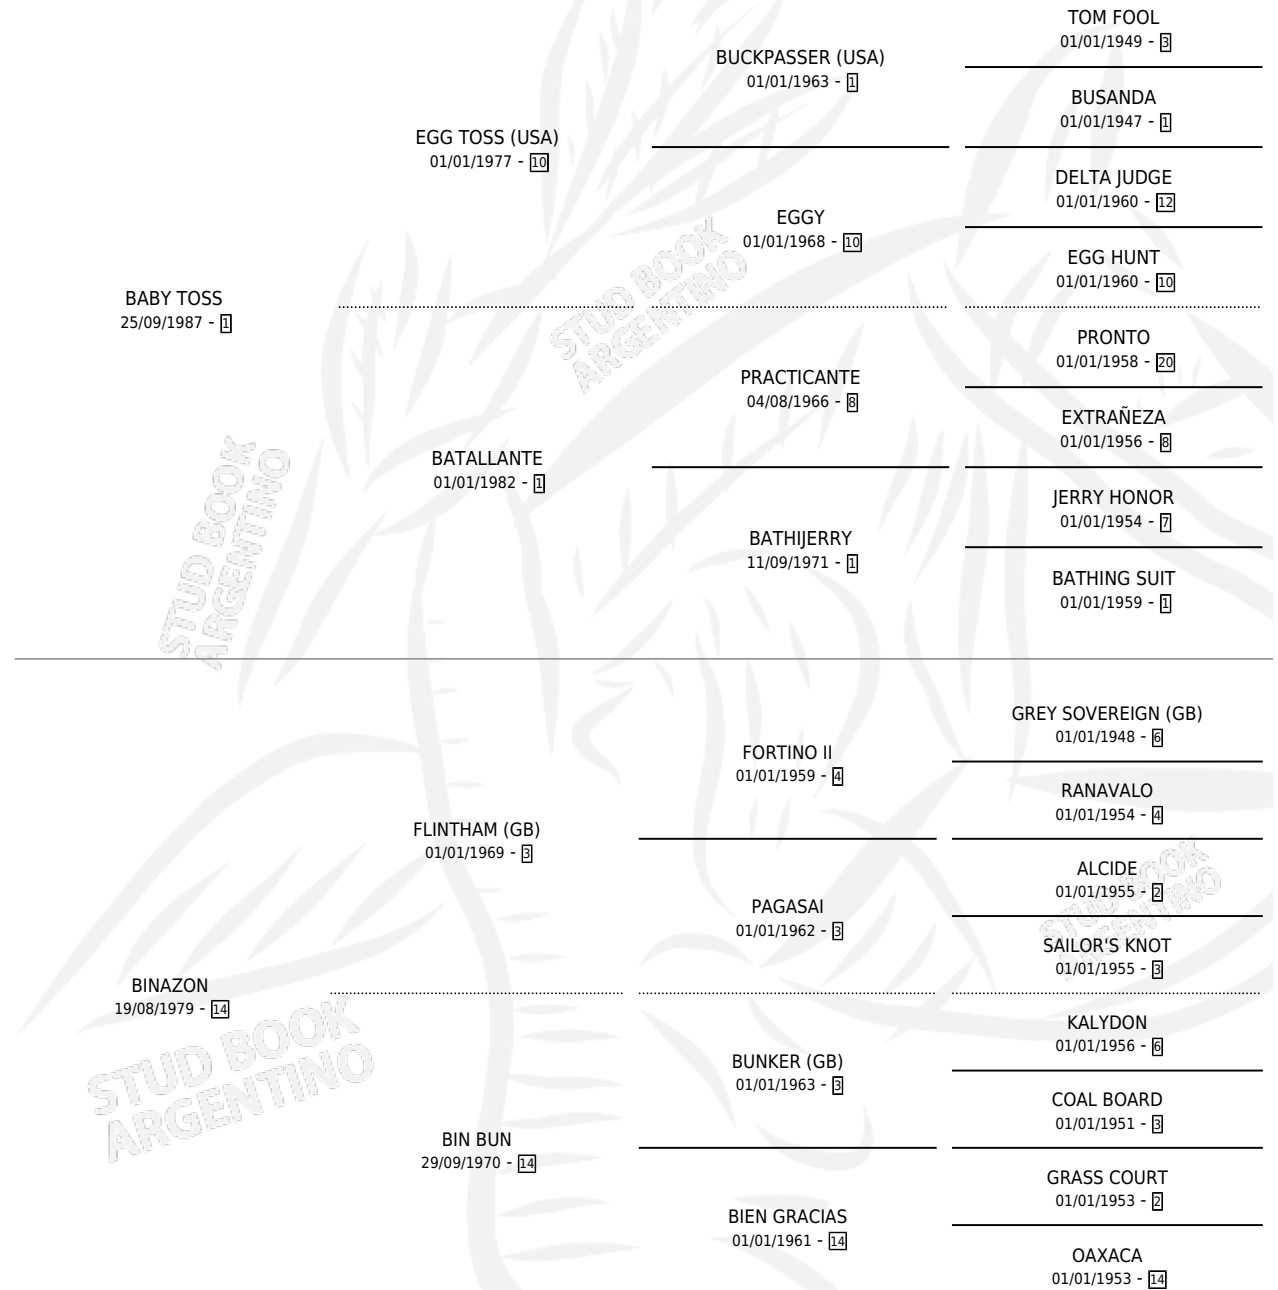 TOM FOOL
01/01/1949 - 3
BUCKPASSER (USA)
01/01/1963 - 1
BUSANDA
01/01/1947 - 1
EGG TOSS (USA)
01/01/1977 - 10
DELTA JUDGE
01/01/1960 - 12
EGGY
01/01/1968 - 10
EGG HUNT
01/01/1960 - 10
BABY TOSS
25/09/1987 - 1
PRONTO
01/01/1958 - 20
PRACTICANTE
04/08/1966 - 8
EXTRAÑEZA
01/01/1956 - 8
BATALLANTE
01/01/1982 - 1
JERRY HONOR
01/01/1954 - 7
BATHIJERRY
11/09/1971 - 1
BATHING SUIT
01/01/1959 - 1
GREY SOVEREIGN (GB)
01/01/1948 - 6
FORTINO II
01/01/1959 - 4
RANAVALO
01/01/1954 - 4
FLINTHAM (GB)
01/01/1969 - 3
ALCIDE
01/01/1955 - 2
PAGASAI
01/01/1962 - 3
SAILOR'S KNOT
01/01/1955 - 3
BINAZON
19/08/1979 - 14
KALYDON
01/01/1956 - 6
BUNKER (GB)
01/01/1963 - 3
COAL BOARD
01/01/1951 - 3
BIN BUN
29/09/1970 - 14
GRASS COURT
01/01/1953 - 2
BIEN GRACIAS
01/01/1961 - 14
OAXACA
01/01/1953 - 14
STUD BOOK
ARGENTINO
STUD BOOK
ARGENTINO
STUD BOOK
ARGENTINO
STUD BOOK
ARGENTINO